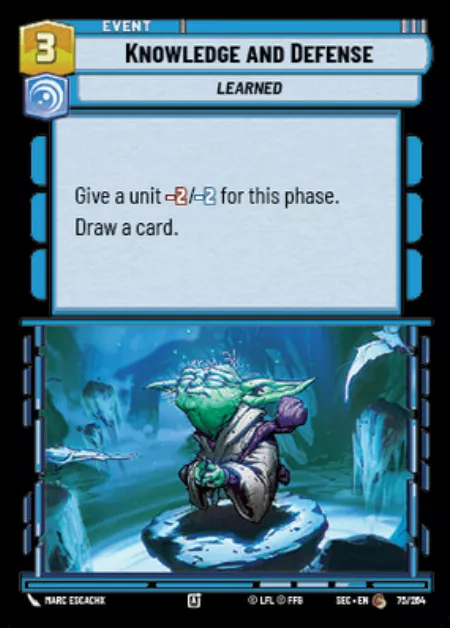 EVENT
3
KNOWLEDGE AND DEFENSE
LEARNED
Give a unit -2/-2 for this phase.
Draw a card.
MARC ESCACHX
A
© LFL © FFG
SEC • EN
75/264